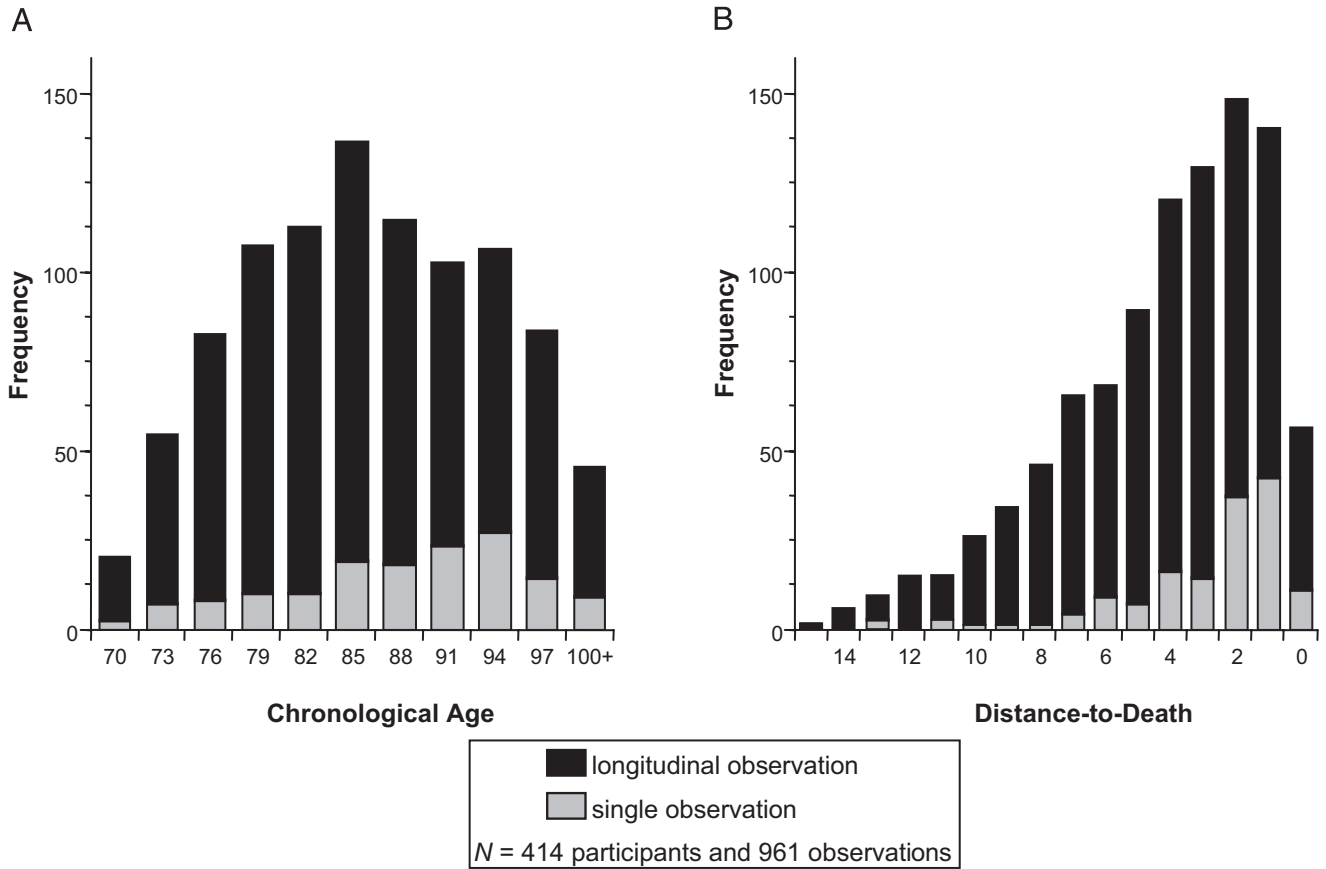 A
Frequency
150
100
50
0
70 73 76 79 82 85 88 91 94 97 100+
Chronological Age
B
Frequency
150
100
50
0
14 12 10 8 6 4 2 0
Distance-to-Death
longitudinal observation
single observation
N = 414 participants and 961 observations